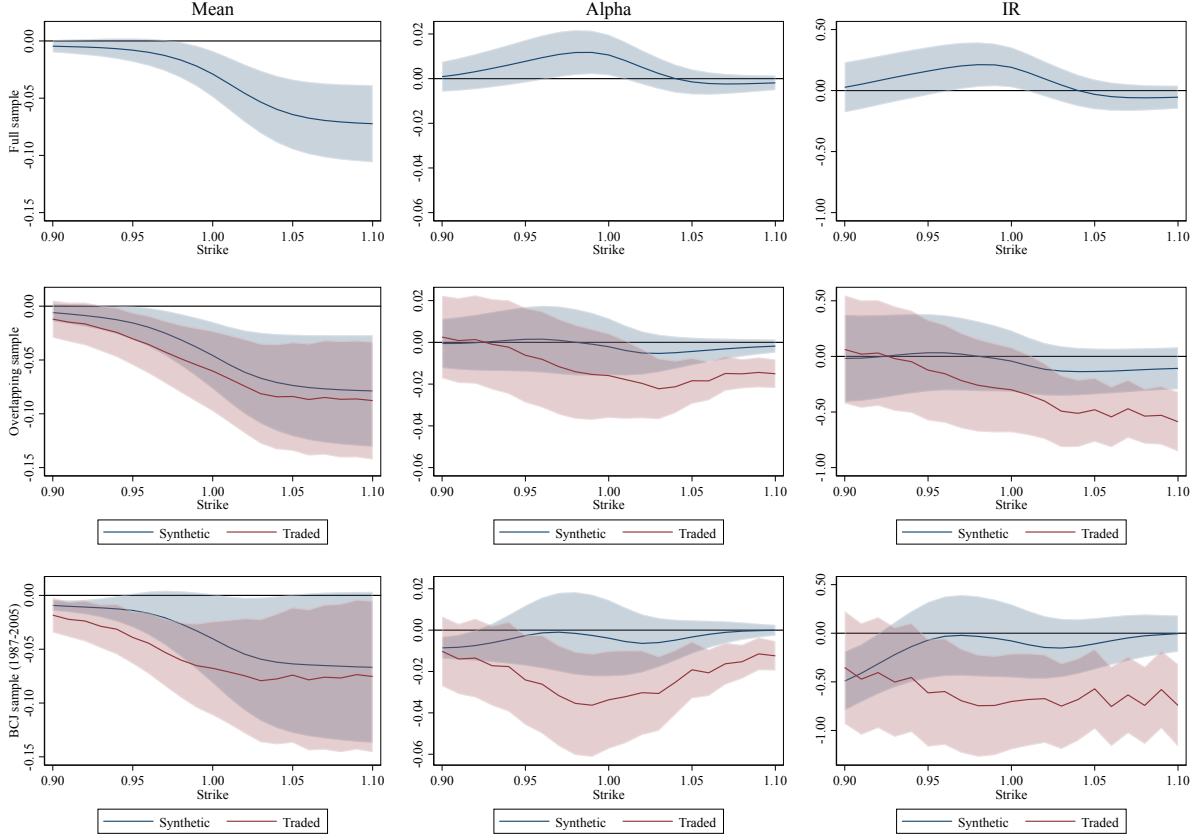 Mean Alpha IR
Full sample
0.00 -0.05 -0.10 -0.15
0.90 0.95 1.00 1.05 1.10
Strike
0.02 0.00 -0.02 -0.04 -0.06
0.90 0.95 1.00 1.05 1.10
Strike
0.50 0.00 -0.50 -1.00
0.90 0.95 1.00 1.05 1.10
Strike
Overlapping sample
0.00 -0.05 -0.10 -0.15
0.90 0.95 1.00 1.05 1.10
Strike
Synthetic Traded
0.02 0.00 -0.02 -0.04 -0.06
0.90 0.95 1.00 1.05 1.10
Strike
Synthetic Traded
0.50 0.00 -0.50 -1.00
0.90 0.95 1.00 1.05 1.10
Strike
Synthetic Traded
BCJ sample (1987-2005)
0.00 -0.05 -0.10 -0.15
0.90 0.95 1.00 1.05 1.10
Strike
Synthetic Traded
0.02 0.00 -0.02 -0.04 -0.06
0.90 0.95 1.00 1.05 1.10
Strike
Synthetic Traded
0.50 0.00 -0.50 -1.00
0.90 0.95 1.00 1.05 1.10
Strike
Synthetic Traded